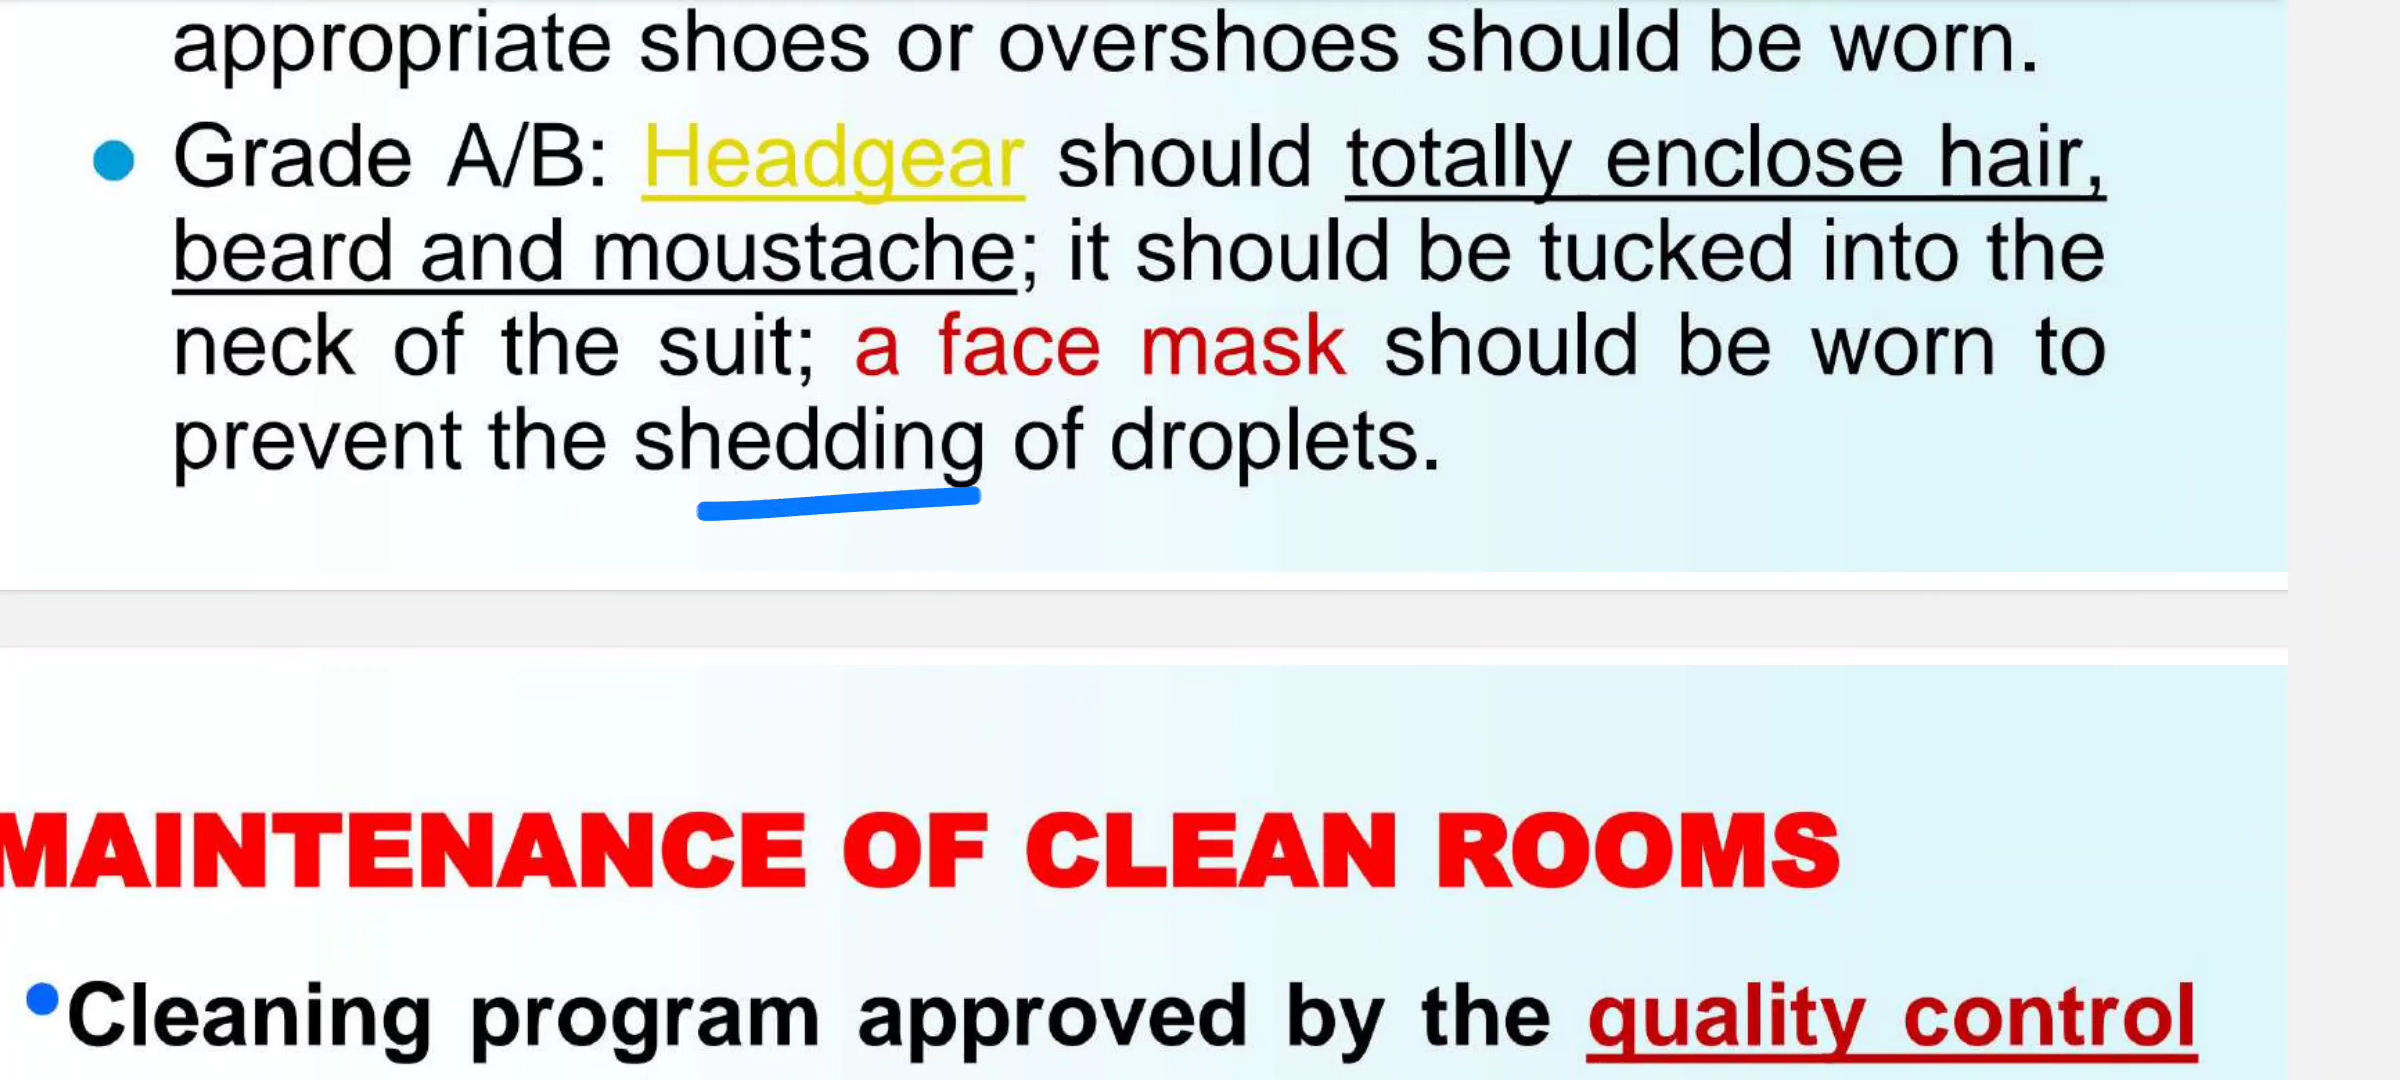 appropriate shoes or overshoes should be worn.
● Grade A/B: Headgear should totally enclose hair,
beard and moustache; it should be tucked into the
neck of the suit; a face mask should be worn to
prevent the shedding of droplets.
MAINTENANCE OF CLEAN ROOMS
•Cleaning program approved by the quality control